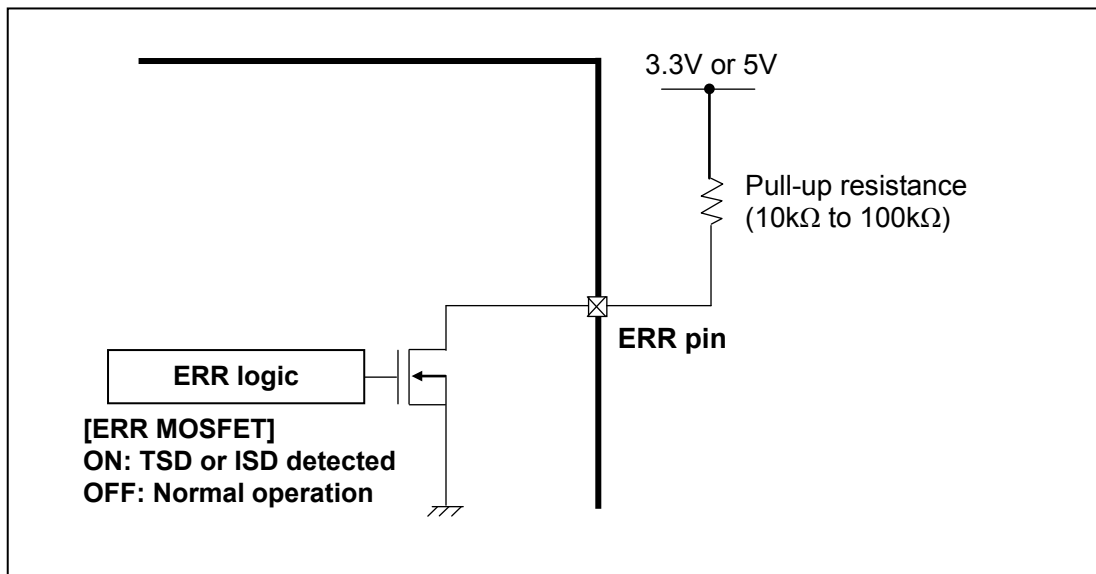 3.3V or 5V
Pull-up resistance
(10kΩ to 100kΩ)
ERR pin
ERR logic
[ERR MOSFET]
ON: TSD or ISD detected
OFF: Normal operation